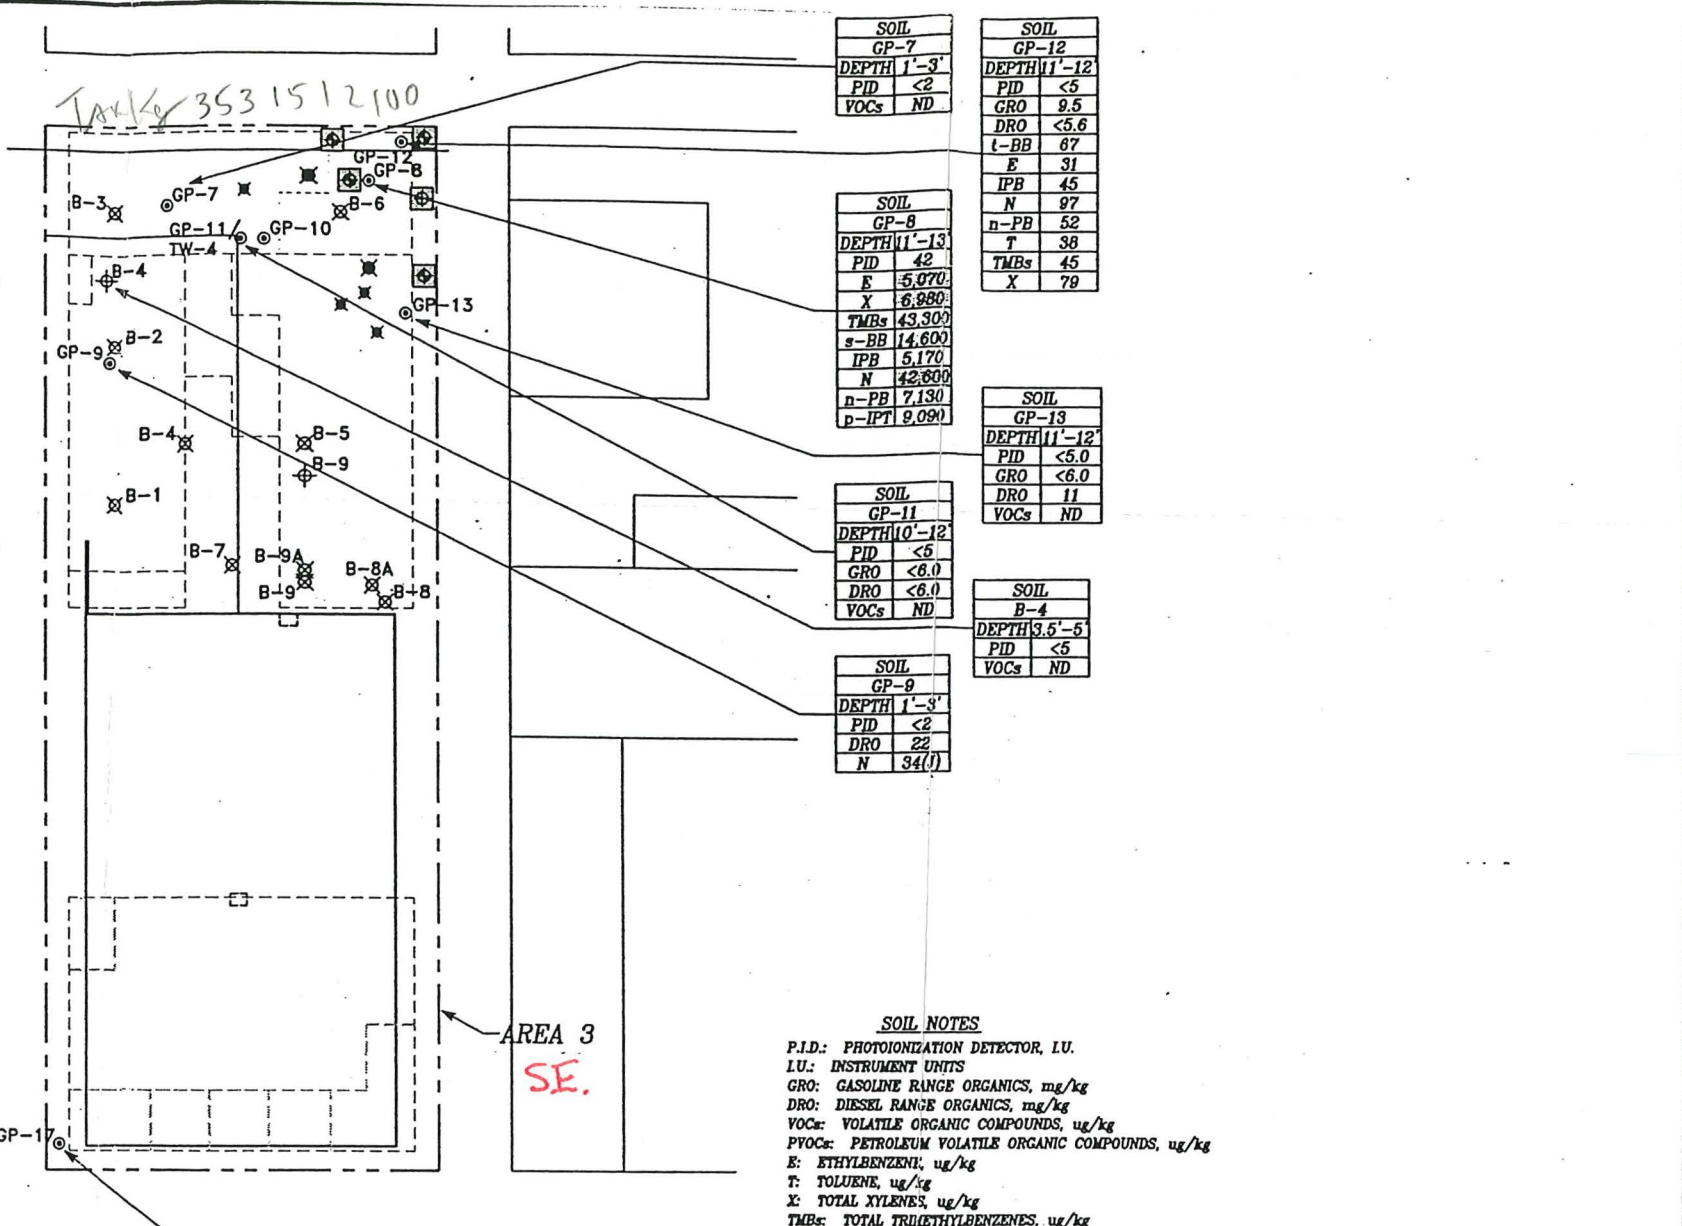 353 1512100
GP-12
GP-8
GP-7
B-3
B-6
GP-11/
TW-4
GP-10
B-4
GP-13
B-2
GP-9
B-4
B-5
B-9
B-1
B-7
B-9A
B-9
B-8A
B-8
AREA 3
SE.
GP-17
SOIL
GP-7
DEPTH 1'-3'
PID <2
VOCs ND
SOIL
GP-12
DEPTH 11'-12'
PID <5
GRO 9.5
DRO <5.6
t-BB 67
E 31
IPB 45
N 97
n-PB 52
T 38
TMBs 45
X 79
SOIL
GP-8
DEPTH 11'-13'
PID 42
E 5,070
X 6,980
TMBs 43,300
s-BB 14,600
IPB 5,170
N 42,600
n-PB 7,130
p-IPT 9,090
SOIL
GP-13
DEPTH 11'-12'
PID <5.0
GRO <6.0
DRO 11
VOCs ND
SOIL
GP-11
DEPTH 10'-12'
PID <5
GRO <6.0
DRO <6.0
VOCs ND
SOIL
B-4
DEPTH 3.5'-5'
PID <5
VOCs ND
SOIL
GP-9
DEPTH 1'-3'
PID <2
DRO 22
N 34(J)
SOIL NOTES
P.I.D.: PHOTOIONIZATION DETECTOR, I.U.
I.U.: INSTRUMENT UNITS
GRO: GASOLINE RANGE ORGANICS, mg/kg
DRO: DIESEL RANGE ORGANICS, mg/kg
VOCs: VOLATILE ORGANIC COMPOUNDS, ug/kg
PVOCs: PETROLEUM VOLATILE ORGANIC COMPOUNDS, ug/kg
E: ETHYLBENZENE, ug/kg
T: TOLUENE, ug/kg
X: TOTAL XYLENES, ug/kg
TMBs: TOTAL TRIMETHYLBENZENES, ug/kg